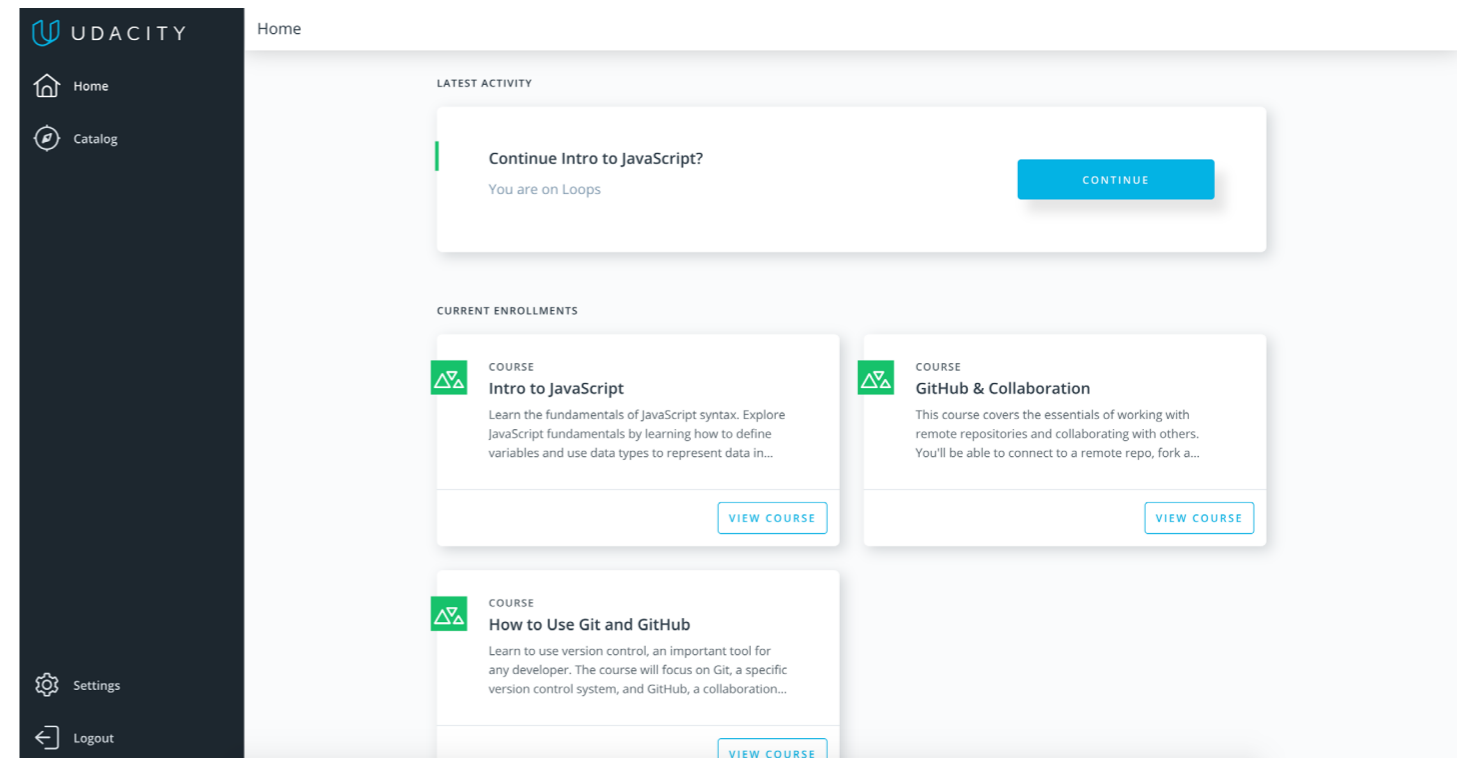 UDACITY
Home
Home
Catalog
Settings
Logout
LATEST ACTIVITY
Continue Intro to JavaScript?
You are on Loops
CONTINUE
CURRENT ENROLLMENTS
COURSE
Intro to JavaScript
Learn the fundamentals of JavaScript syntax. Explore
JavaScript fundamentals by learning how to define
variables and use data types to represent data in...
VIEW COURSE
COURSE
GitHub & Collaboration
This course covers the essentials of working with
remote repositories and collaborating with others.
You'll be able to connect to a remote repo, fork a...
VIEW COURSE
COURSE
How to Use Git and GitHub
Learn to use version control, an important tool for
any developer. The course will focus on Git, a specific
version control system, and GitHub, a collaboration...
VIEW COURSE